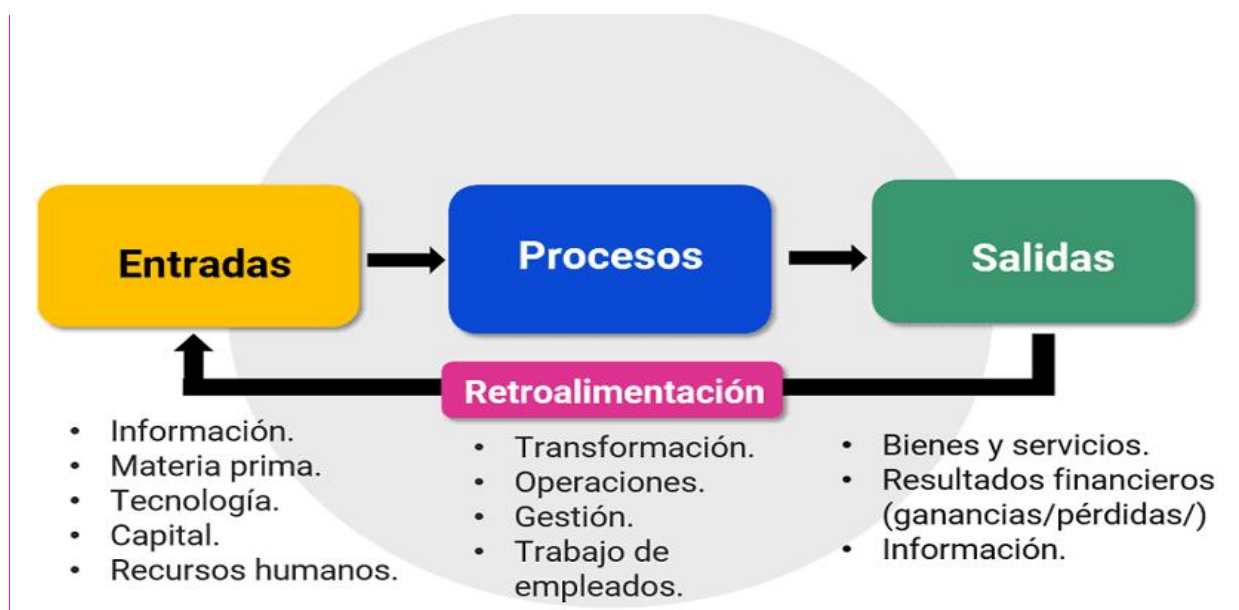 Entradas
Procesos
Salidas
Retroalimentación
• Información.
• Materia prima.
• Tecnología.
• Capital.
• Recursos humanos.
• Transformación.
• Operaciones.
• Gestión.
• Trabajo de
empleados.
• Bienes y servicios.
• Resultados financieros
(ganancias/pérdidas/)
• Información.